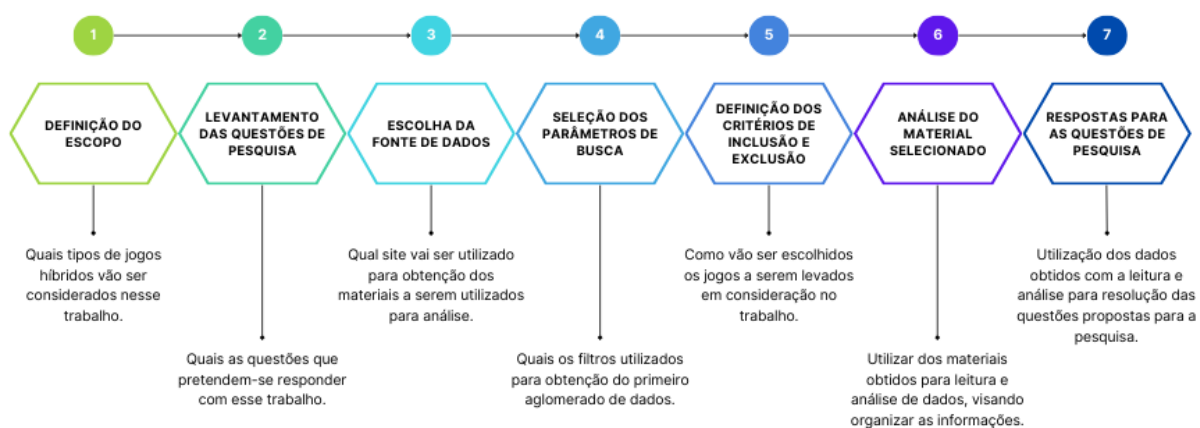 1
2
3
4
5
6
7
DEFINIÇÃO DO
ESCOPO
LEVANTAMENTO
DAS QUESTÕES DE
PESQUISA
ESCOLHA DA
FONTE DE DADOS
SELEÇÃO DOS
PARÂMETROS DE
BUSCA
DEFINIÇÃO DOS
CRITÉRIOS DE
INCLUSÃO E
EXCLUSÃO
ANÁLISE DO
MATERIAL
SELECIONADO
RESPOSTAS PARA
AS QUESTÕES DE
PESQUISA
Quais tipos de jogos
híbridos vão ser
considerados nesse
trabalho.
Quais as questões que
pretendem-se responder
com esse trabalho.
Qual site vai ser utilizado
para obtenção dos
materiais a serem utilizados
para análise.
Quais os filtros utilizados
para obtenção do primeiro
aglomerado de dados.
Como vão ser escolhidos
os jogos a serem levados
em consideração no
trabalho.
Utilizar dos materiais
obtidos para leitura e
análise de dados, visando
organizar as informações.
Utilização dos dados
obtidos com a leitura e
análise para resolução das
questões propostas para a
pesquisa.